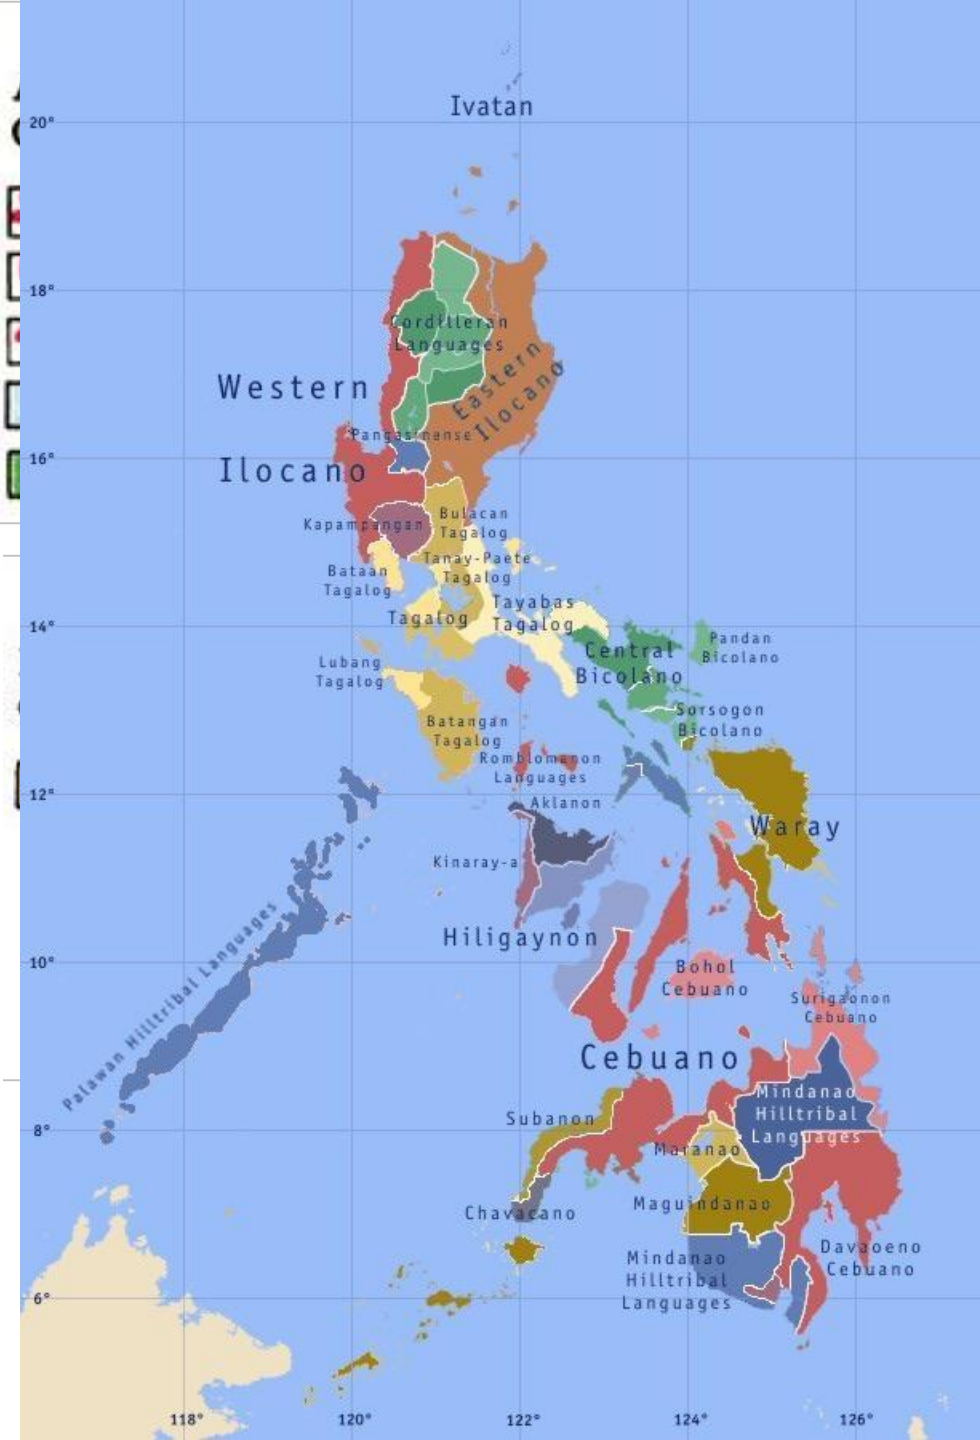 Ivatan
20°
18°
Cordilleran
Languages
Eastern
Ilocano
Western
Ilocano
Pangasinense
16°
Kapampangan
Bulacan
Tagalog
Tanay-Paete
Tagalog
Bataan
Tagalog
Tayabas
Tagalog
Tagalog
14°
Central
Bicolano
Pandan
Bicolano
Lubang
Tagalog
Sorsogon
Bicolano
Batangan
Tagalog
Romblomanon
Languages
12°
Aklanon
Waray
Kinaray-a
Hiligaynon
Palawan Hilltribal Languages
10°
Bohol
Cebuano
Surigaonon
Cebuano
Cebuano
Mindanao
Hilltribal
Languages
Subanon
8°
Maranao
Maguindanao
Chavacano
Davaoeno
Cebuano
Mindanao
Hilltribal
Languages
6°
118°
120°
122°
124°
126°